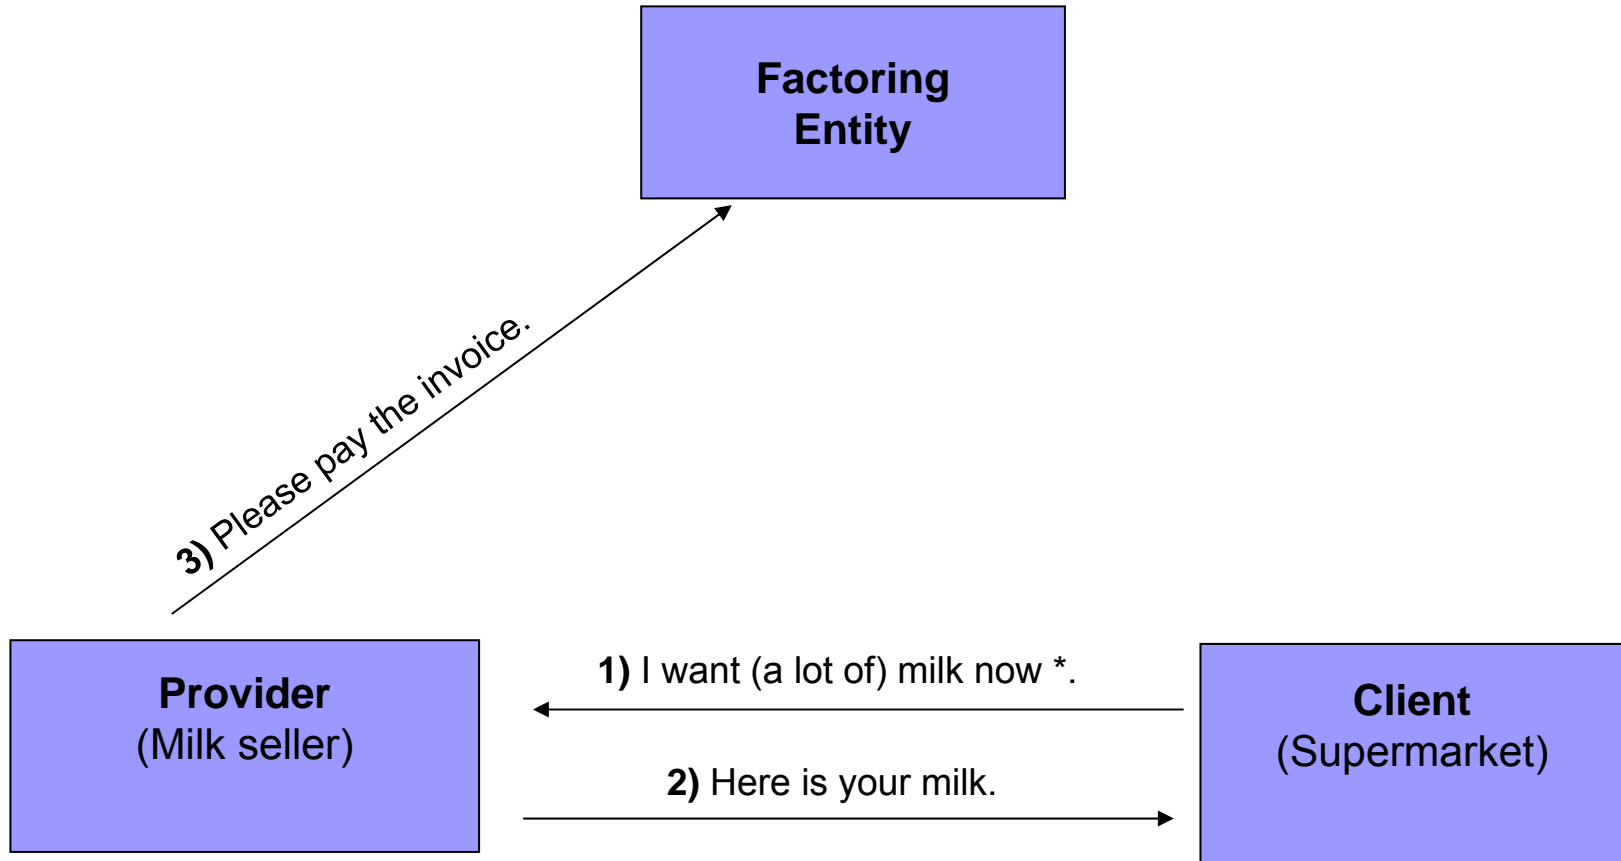 Factoring
Entity
3) Please pay the invoice.
Provider
(Milk seller)
1) I want (a lot of) milk now *.
2) Here is your milk.
Client
(Supermarket)